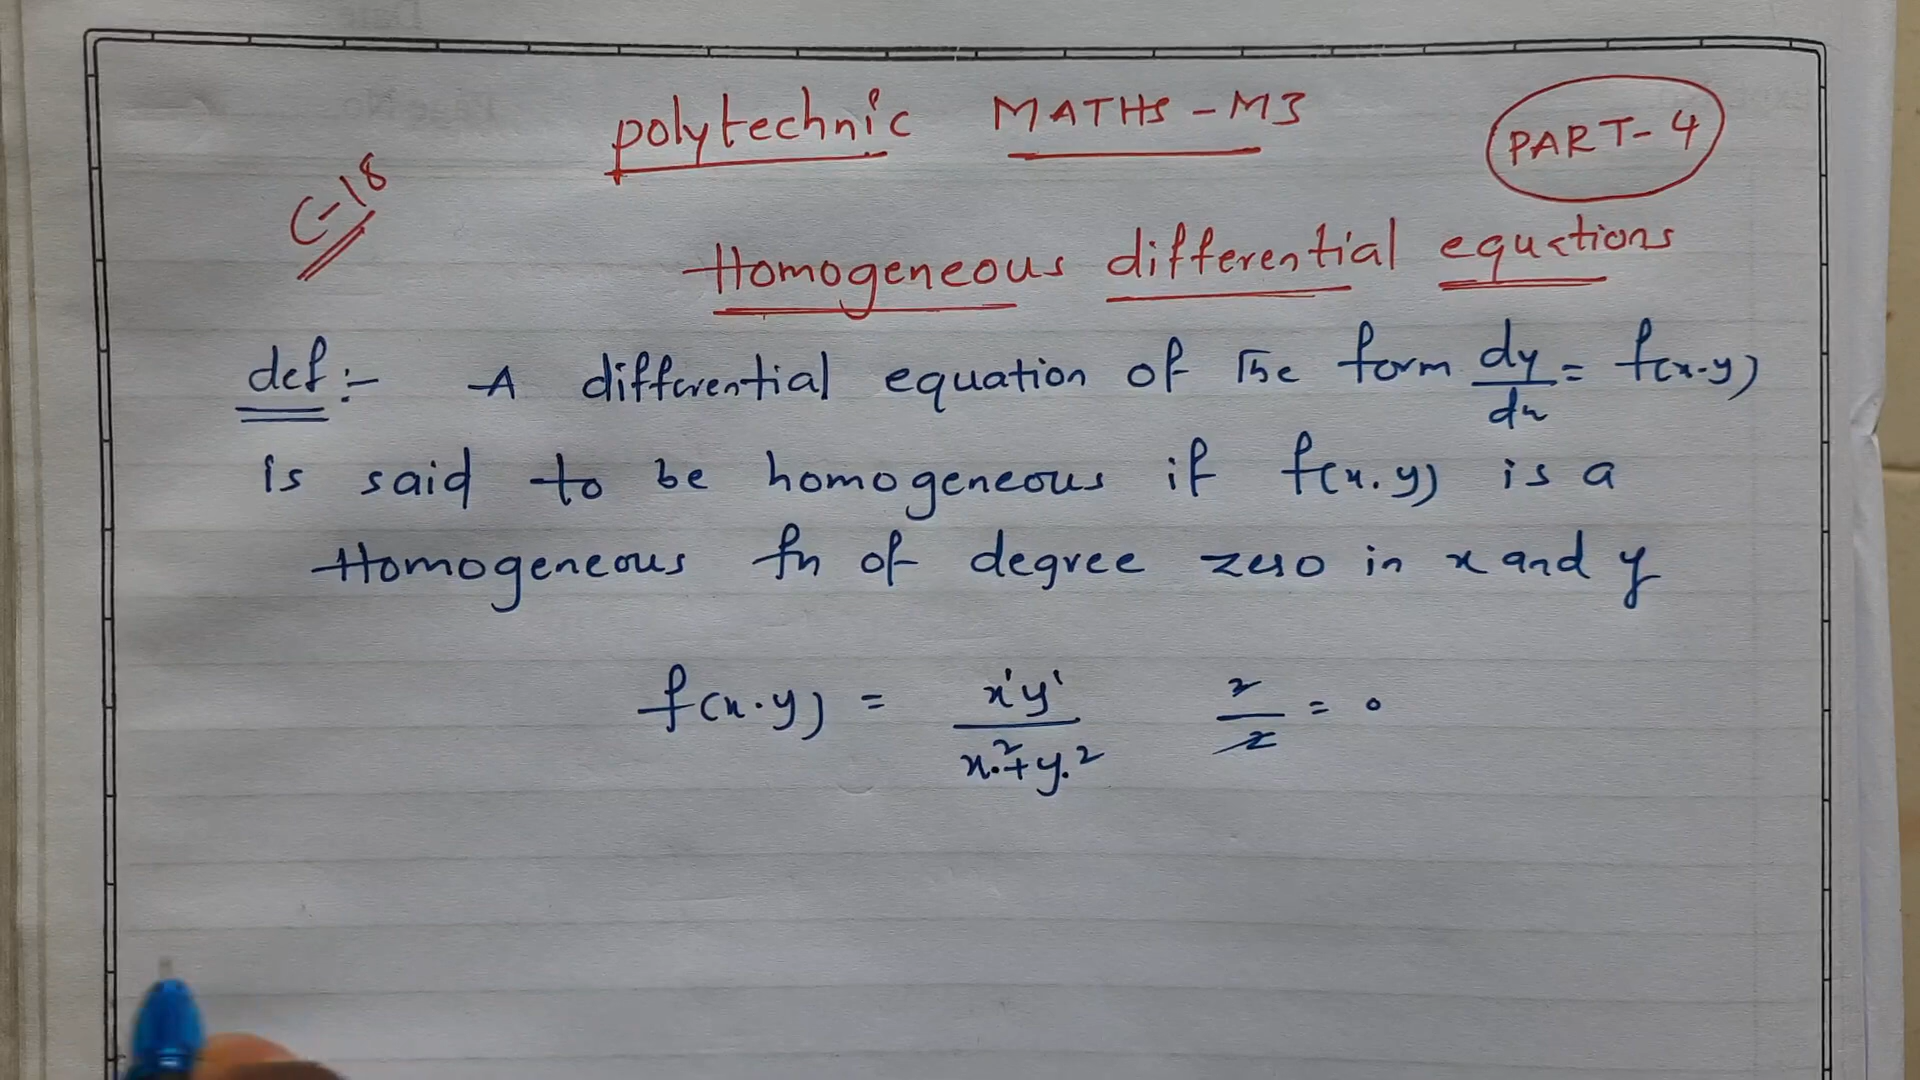 polytechnic MATHS - M3
PART - 4
C-18
Homogeneous differential equations
def :- A differential equation of the form dy/dx = f(x.y)
is said to be homogeneous if f(x.y) is a
Homogeneous fn of degree zero in x and y
f(x.y) = x¹y¹/x.²+y.² 2/2 = 0